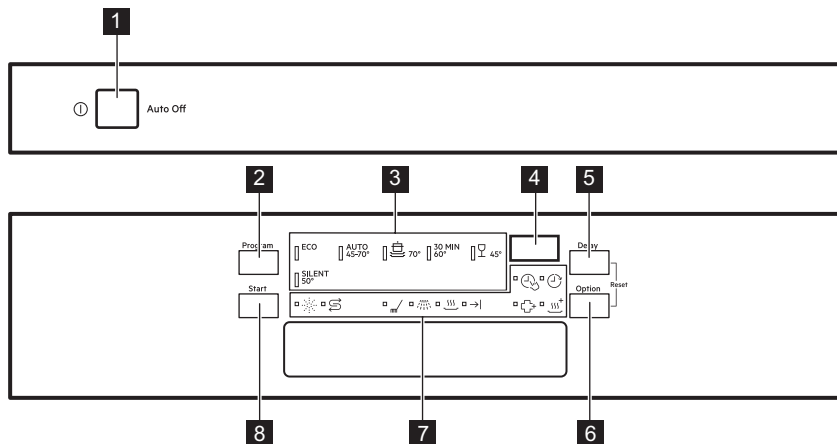 1
Auto Off
2
3
4
5
Program
ECO
AUTO
45-70°
70°
30 MIN
60°
45°
Delay
SILENT
50°
Start
Option
Reset
8
7
6